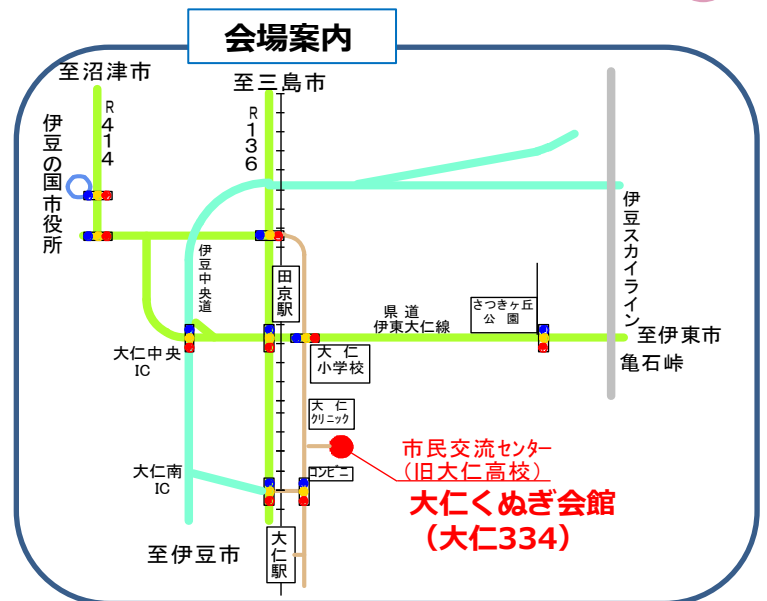 会場案内
至沼津市
至三島市
R414
R136
伊豆の国市役所
伊豆中央道
田京駅
伊豆スカイライン
県道
伊東大仁線
さつきヶ丘
公園
至伊東市
亀石峠
大仁中央
IC
大仁
小学校
大仁
クリニック
コンビニ
大仁南
IC
市民交流センター
(旧大仁高校)
大仁くぬぎ会館
(大仁334)
至伊豆市
大仁駅